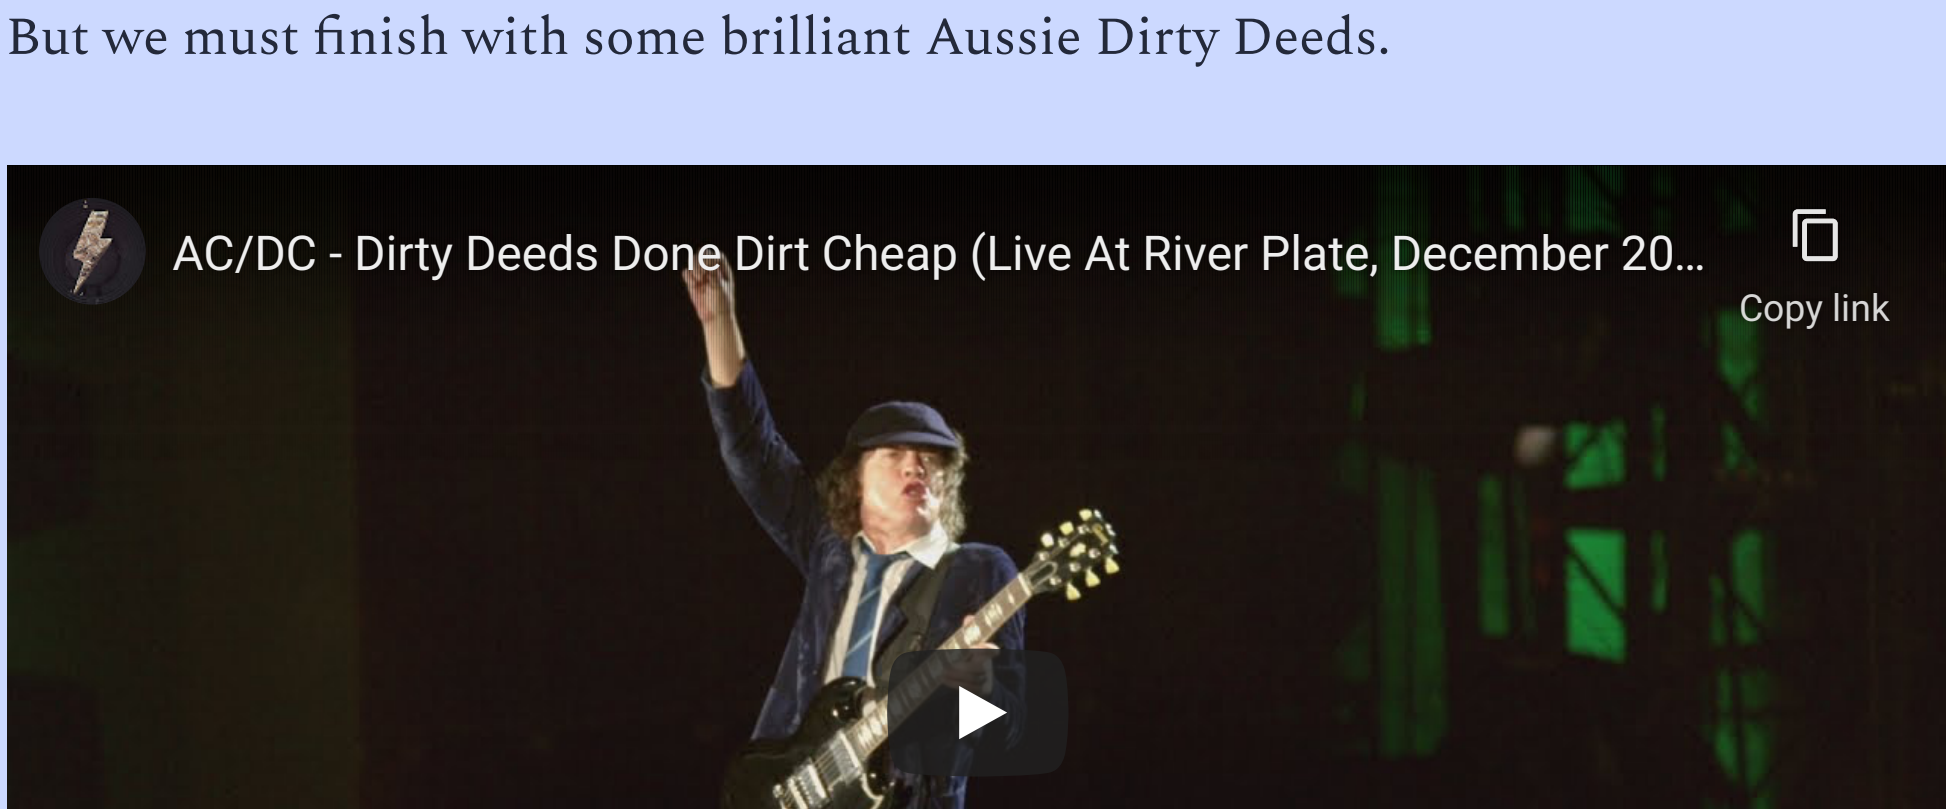 But we must finish with some brilliant Aussie Dirty Deeds.
AC/DC - Dirty Deeds Done Dirt Cheap (Live At River Plate, December 20...
Copy link